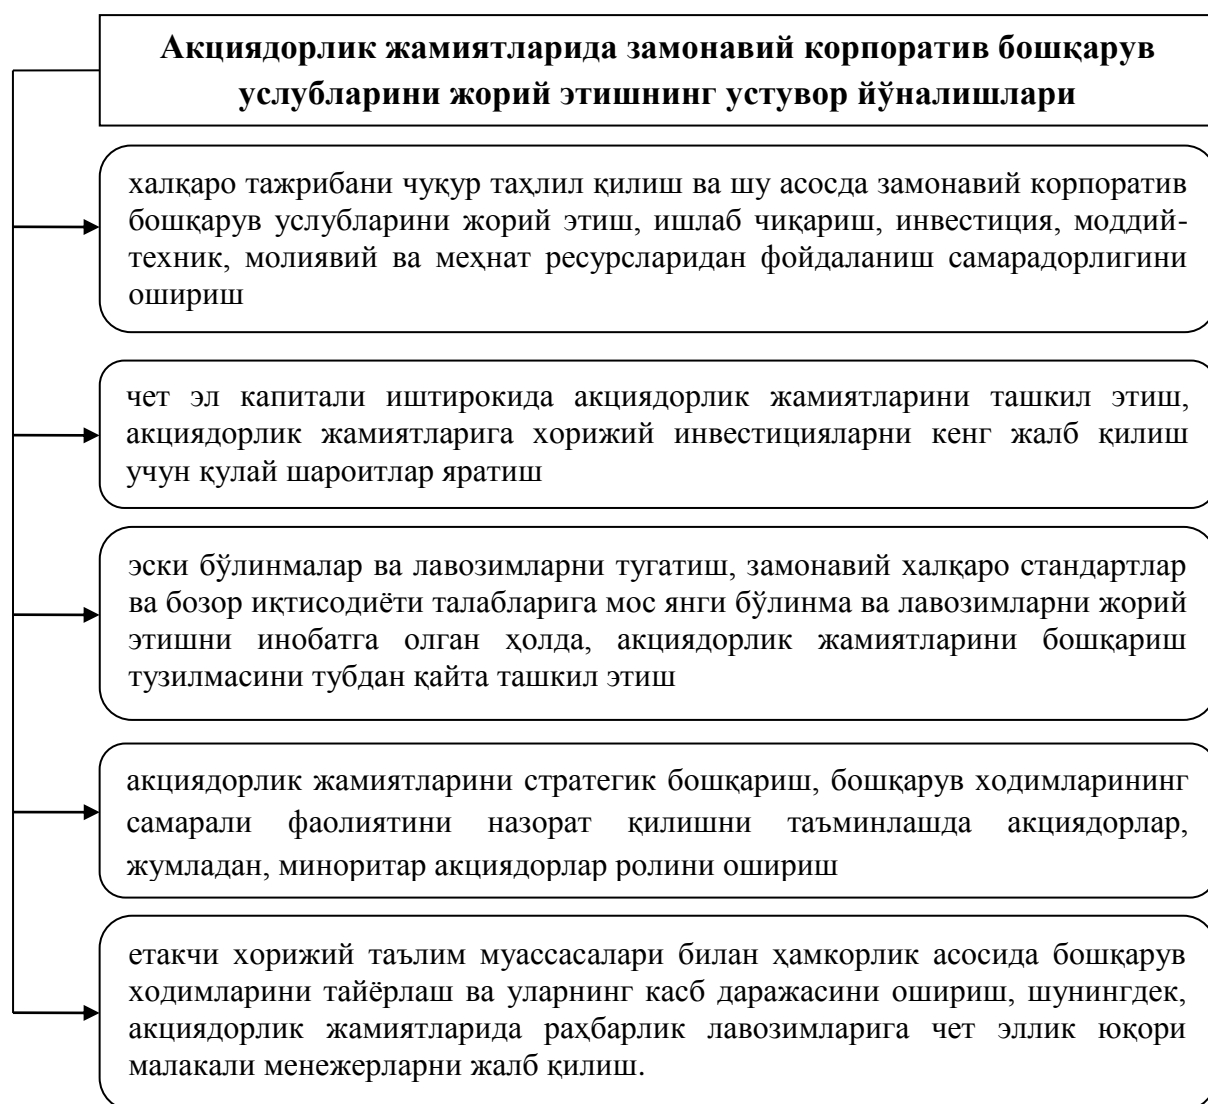 Акциядорлик жамиятларида замонавий корпоратив бошқарув
услубларини жорий этишнинг устувор йўналишлари
халқаро тажрибани чуқур таҳлил қилиш ва шу асосда замонавий корпоратив
бошқарув услубларини жорий этиш, ишлаб чиқариш, инвестиция, моддий-
техник, молиявий ва меҳнат ресурсларидан фойдаланиш самарадорлигини
ошириш
чет эл капитали иштирокида акциядорлик жамиятларини ташкил этиш,
акциядорлик жамиятларига хорижий инвестицияларни кенг жалб қилиш
учун қулай шароитлар яратиш
эски бўлинмалар ва лавозимларни тугатиш, замонавий халқаро стандартлар
ва бозор иқтисодиёти талабларига мос янги бўлинма ва лавозимларни жорий
этишни инобатга олган ҳолда, акциядорлик жамиятларини бошқариш
тузилмасини тубдан қайта ташкил этиш
акциядорлик жамиятларини стратегик бошқариш, бошқарув ходимларининг
самарали фаолиятини назорат қилишни таъминлашда акциядорлар,
жумладан, миноритар акциядорлар ролини ошириш
етакчи хорижий таълим муассасалари билан ҳамкорлик асосида бошқарув
ходимларини тайёрлаш ва уларнинг касб даражасини ошириш, шунингдек,
акциядорлик жамиятларида раҳбарлик лавозимларига чет эллик юқори
малакали менежерларни жалб қилиш.